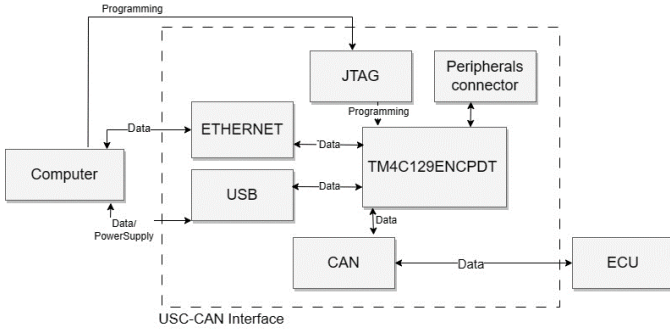 Programming
JTAG
Peripherals
connector
Programming
ETHERNET
Data
Data
TM4C129ENCPDT
Computer
USB
Data
Data/
PowerSupply
Data
CAN
Data
ECU
USC-CAN Interface